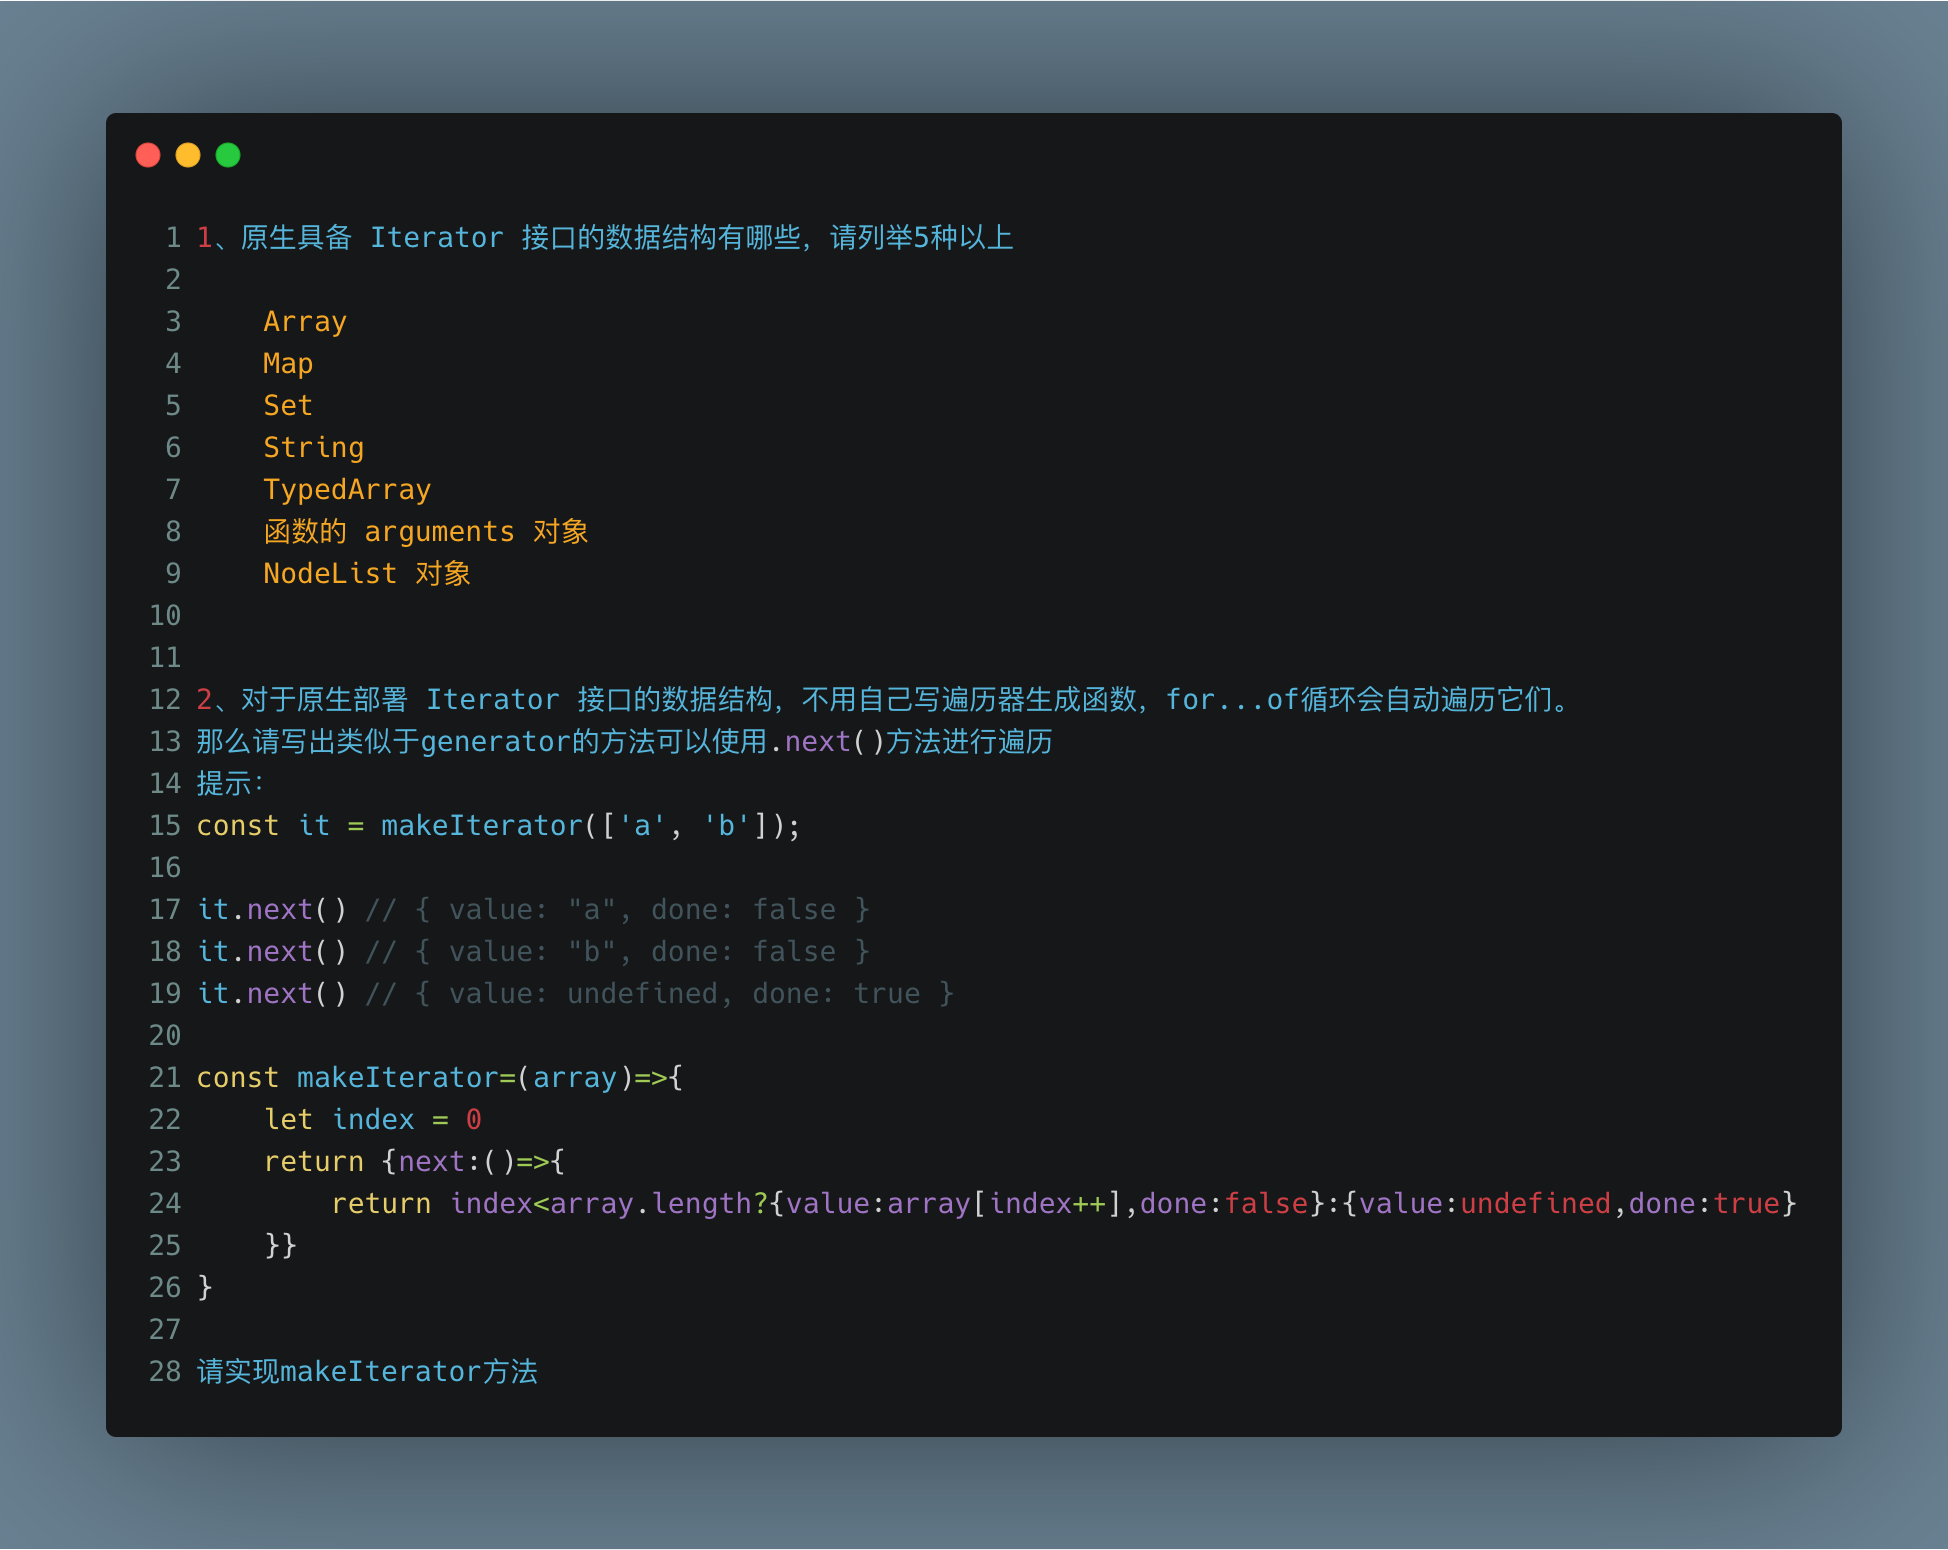 1 1、原生具备 Iterator 接口的数据结构有哪些，请列举5种以上
2
3 Array
4 Map
5 Set
6 String
7 TypedArray
8 函数的 arguments 对象
9 NodeList 对象
10
11
12 2、对于原生部署 Iterator 接口的数据结构，不用自己写遍历器生成函数，for...of循环会自动遍历它们。
13 那么请写出类似于generator的方法可以使用.next()方法进行遍历
14 提示：
15 const it = makeIterator(['a', 'b']);
16
17 it.next() // { value: "a", done: false }
18 it.next() // { value: "b", done: false }
19 it.next() // { value: undefined, done: true }
20
21 const makeIterator=(array)=>{
22 let index = 0
23 return {next:()=>{
24 return index<array.length?{value:array[index++],done:false}:{value:undefined,done:true}
25 }}
26 }
27
28 请实现makeIterator方法